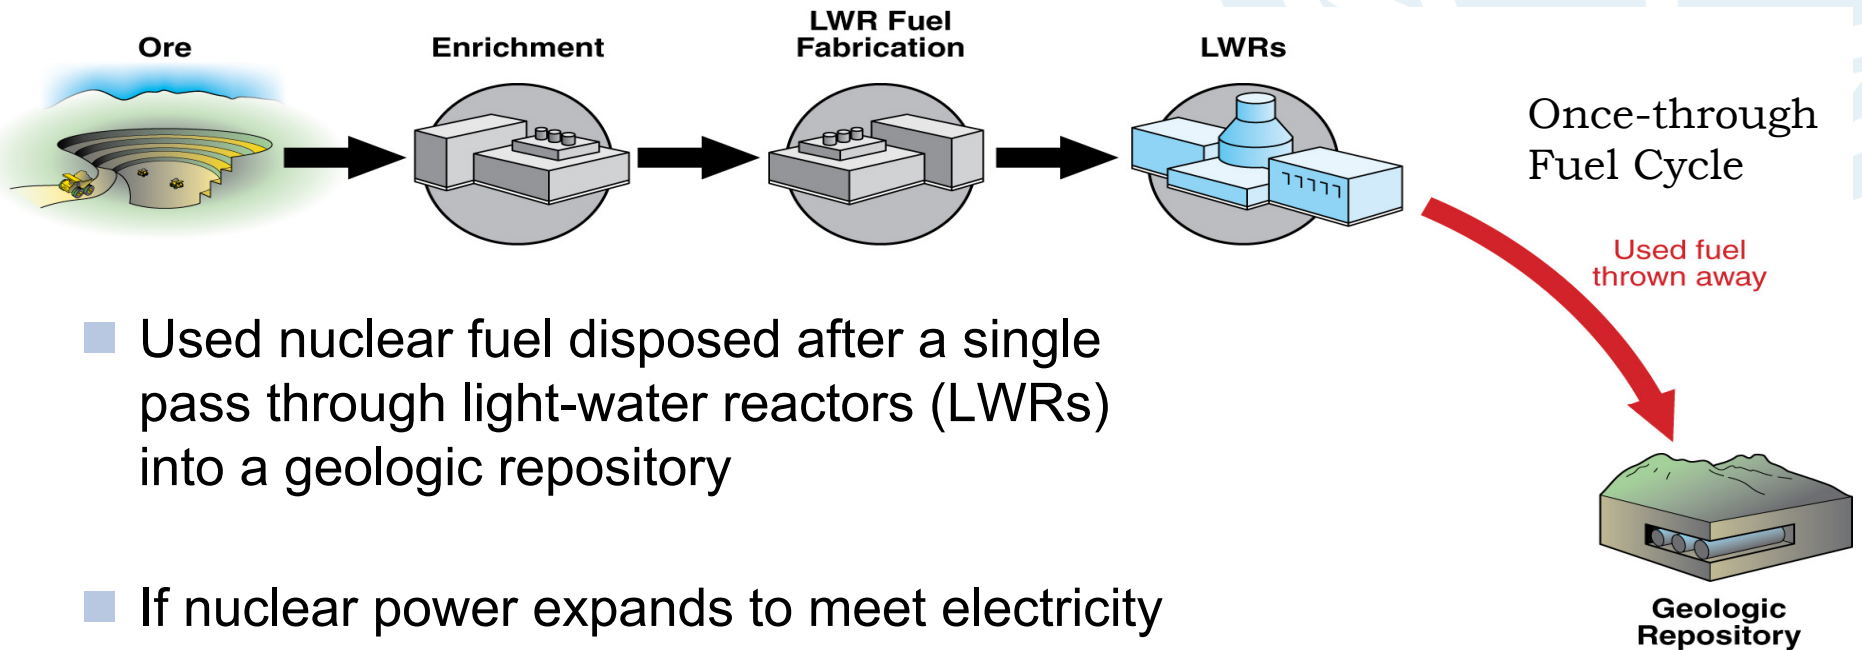 Ore
Enrichment
LWR Fuel
Fabrication
LWRs
Once-through
Fuel Cycle
Used fuel
thrown away
Used nuclear fuel disposed after a single
pass through light-water reactors (LWRs)
into a geologic repository
If nuclear power expands to meet electricity
Geologic
Repository